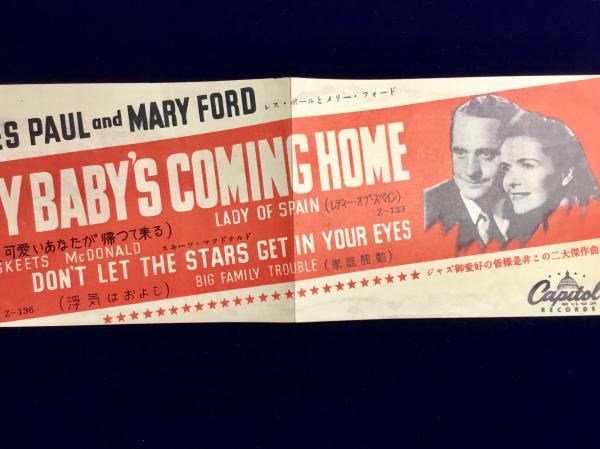 ES PAUL and MARY FORD レス・ポールとメリー・フォード
Y BABY'S COMING HOME
LADY OF SPAIN (レディー・オブ・スペイン)
Z-133
可愛いあなたが帰って来る)
SKEETS McDONALD スキーツ・マクドナルド
DON'T LET THE STARS GET IN YOUR EYES
(浮気はおよし) BIG FAMILY TROUBLE (家庭騒動)
Z-136
ジャズ御愛好の皆様是非この二大傑作曲
Capitol
RECORDS